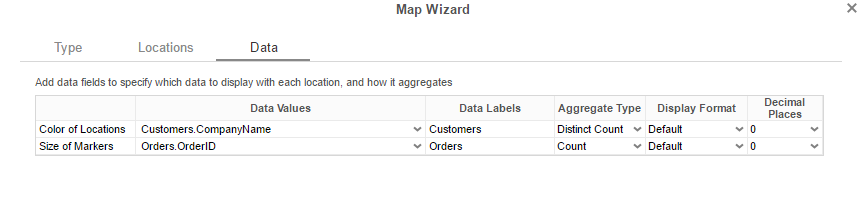 Map Wizard
Type Locations Data
Add data fields to specify which data to display with each location, and how it aggregates
Data Values Data Labels Aggregate Type Display Format Decimal Places
Color of Locations Customers.CompanyName Customers Distinct Count Default 0
Size of Markers Orders.OrderID Orders Count Default 0